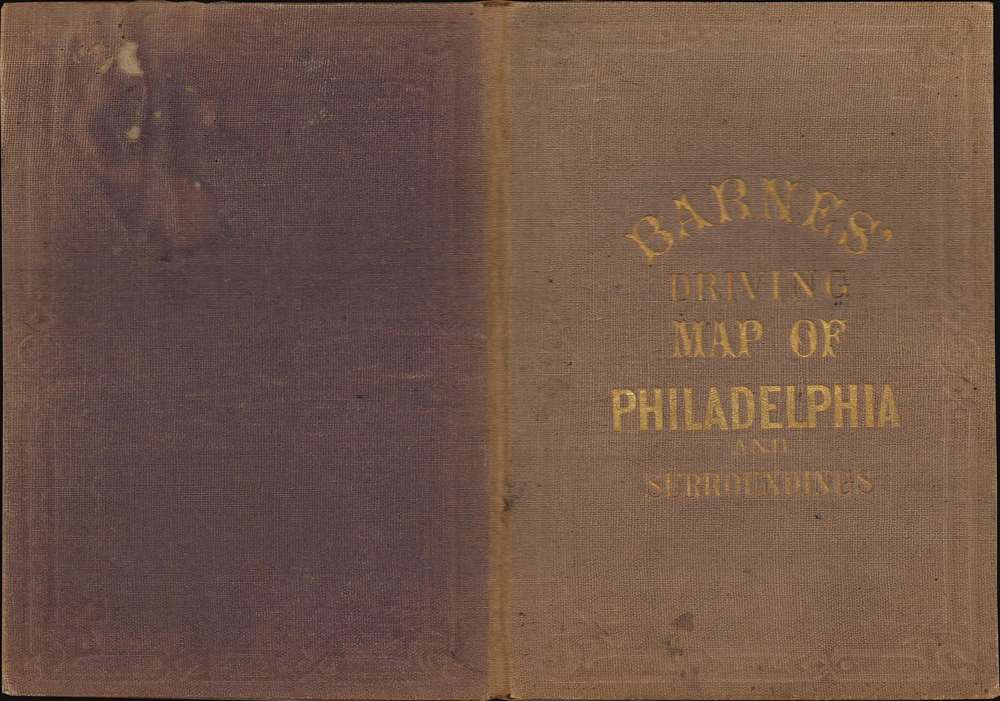 BARNES'
DRIVING
MAP OF
PHILADELPHIA
AND
SURROUNDINGS